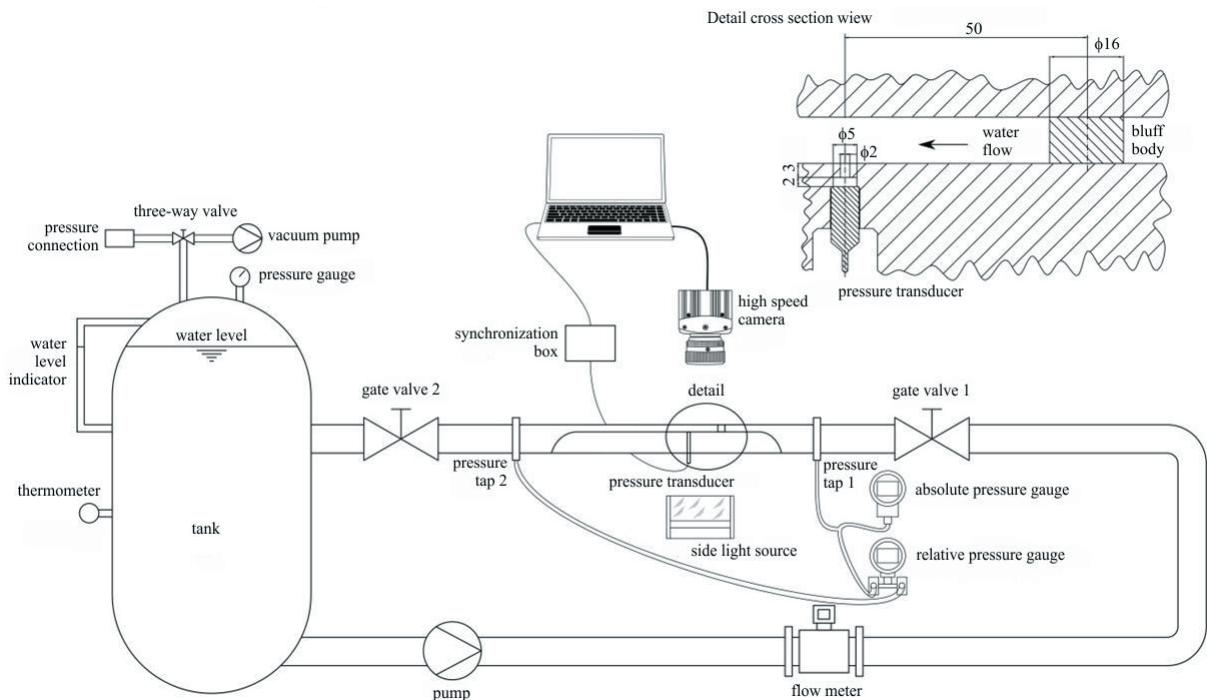 Detail cross section wiew
50
ϕ16
ϕ5
ϕ2
water
flow
bluff
body
2 3
pressure transducer
three-way valve
pressure
connection
vacuum pump
pressure gauge
water level
water
level
indicator
synchronization
box
high speed
camera
gate valve 2
detail
gate valve 1
pressure
tap 2
pressure transducer
pressure
tap 1
absolute pressure gauge
thermometer
tank
side light source
relative pressure gauge
pump
flow meter